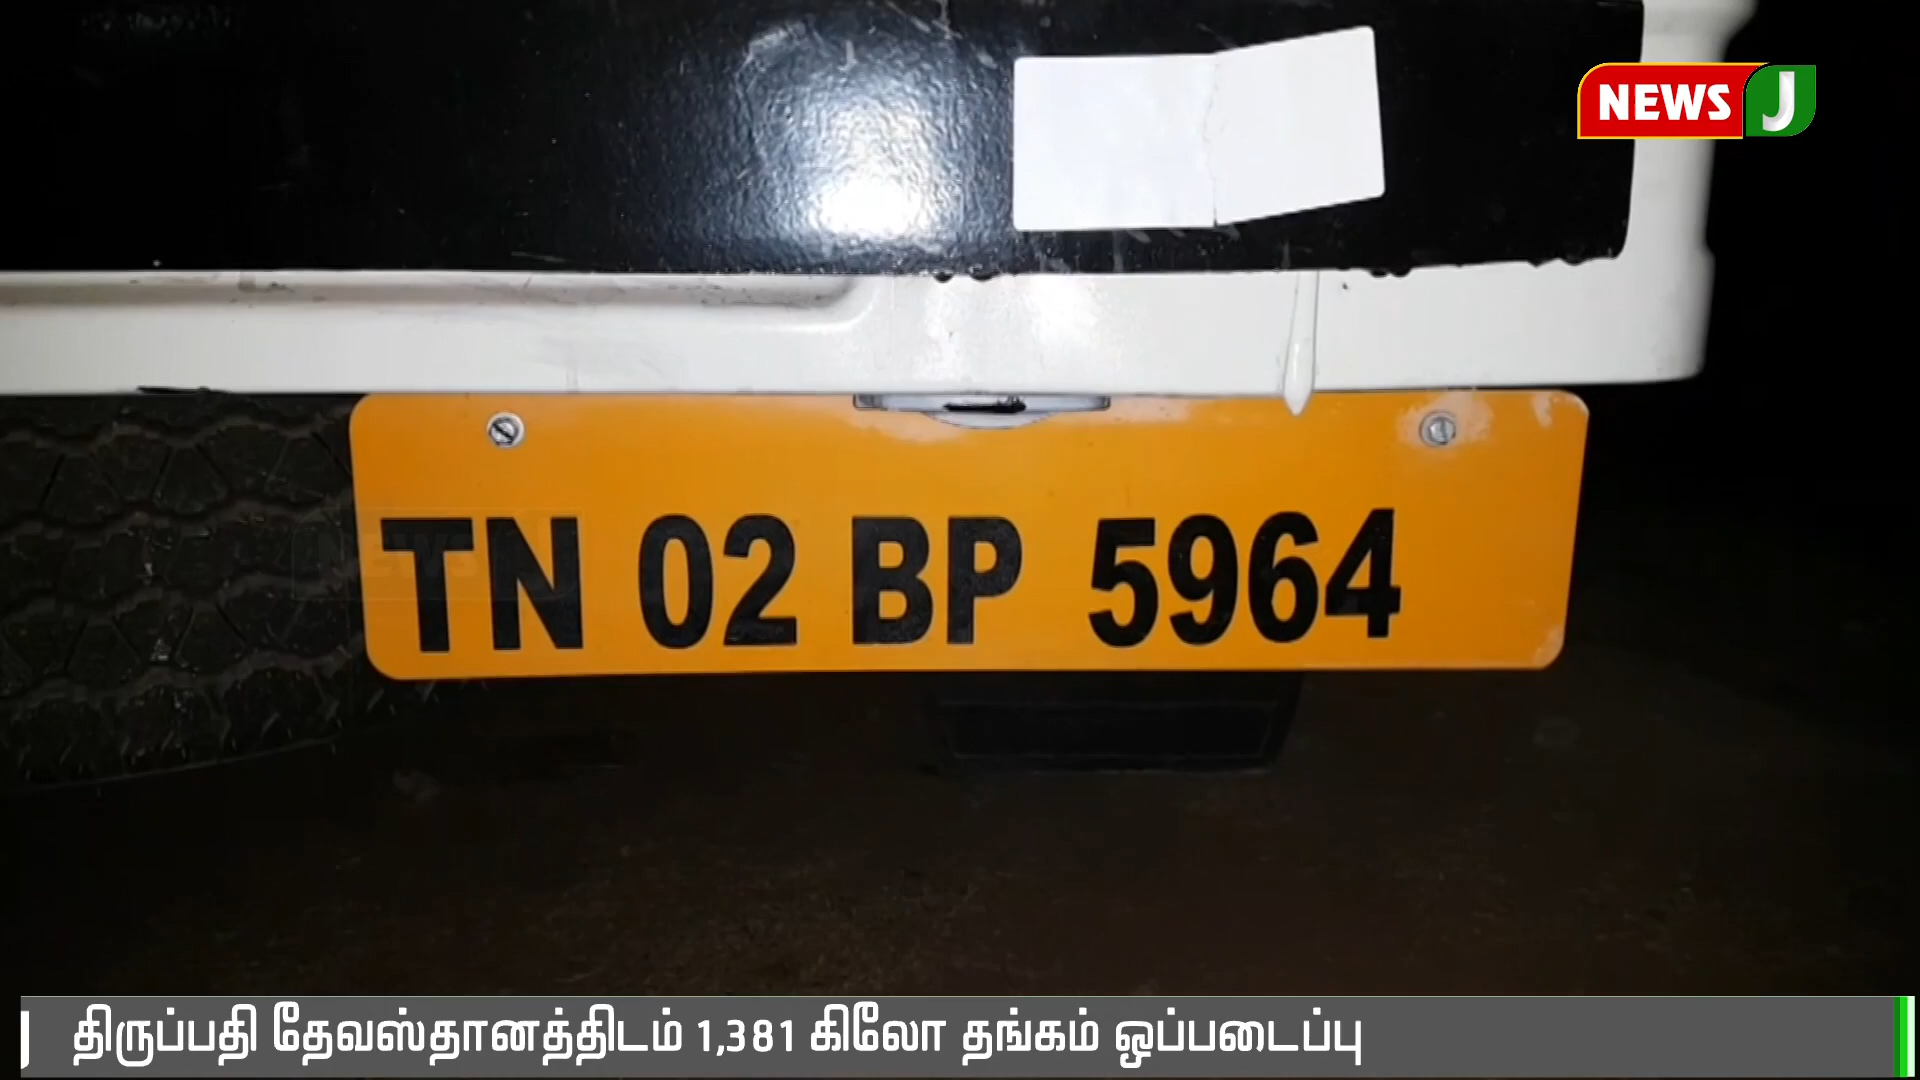 NEWS J
TN 02 BP 5964
திருப்பதி தேவஸ்தானத்திடம் 1,381 கிலோ தங்கம் ஒப்படைப்பு